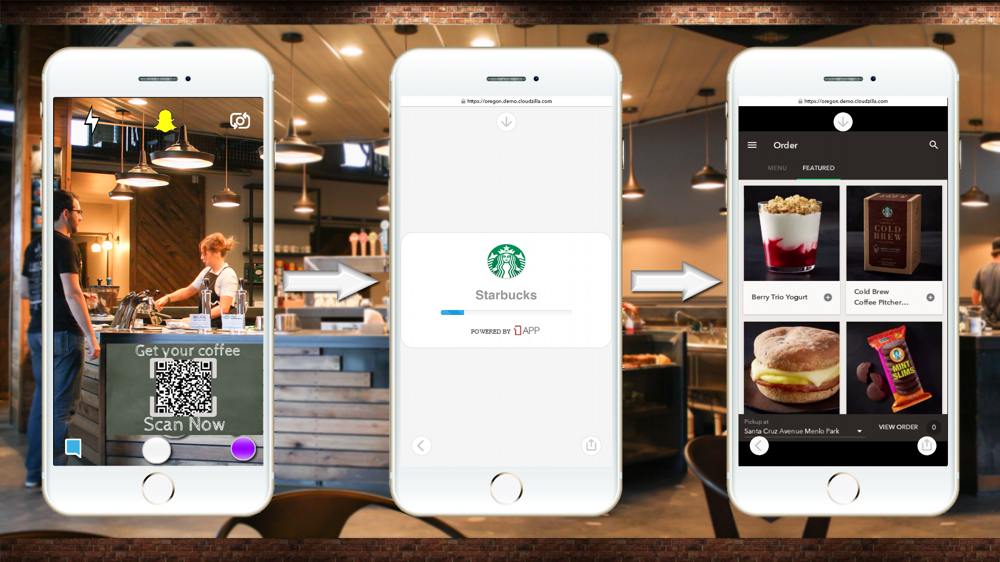 Get your coffee
Scan Now
https://oregon.demo.cloudzilla.com
Starbucks
POWERED BY APP
https://oregon.demo.cloudzilla.com
Order
MENU
FEATURED
COLD
BREW
COFFEE
Berry Trio Yogurt
Cold Brew
Coffee Pitcher...
MINT
SLIMS
Pickup at
Santa Cruz Avenue Menlo Park
VIEW ORDER
0